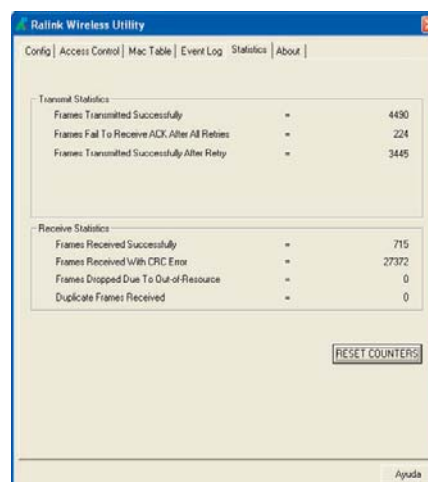 Ralink Wireless Utility
Config Access Control Mac Table Event Log Statistics About
Transmit Statistics
Frames Transmitted Successfully = 4490
Frames Fail To Receive ACK After All Retries = 224
Frames Transmitted Successfully After Retry = 3445
Receive Statistics
Frames Received Successfully = 715
Frames Received With CRC Error = 27372
Frames Dropped Due To Out-of-Resource = 0
Duplicate Frames Received = 0
RESET COUNTERS
Ayuda